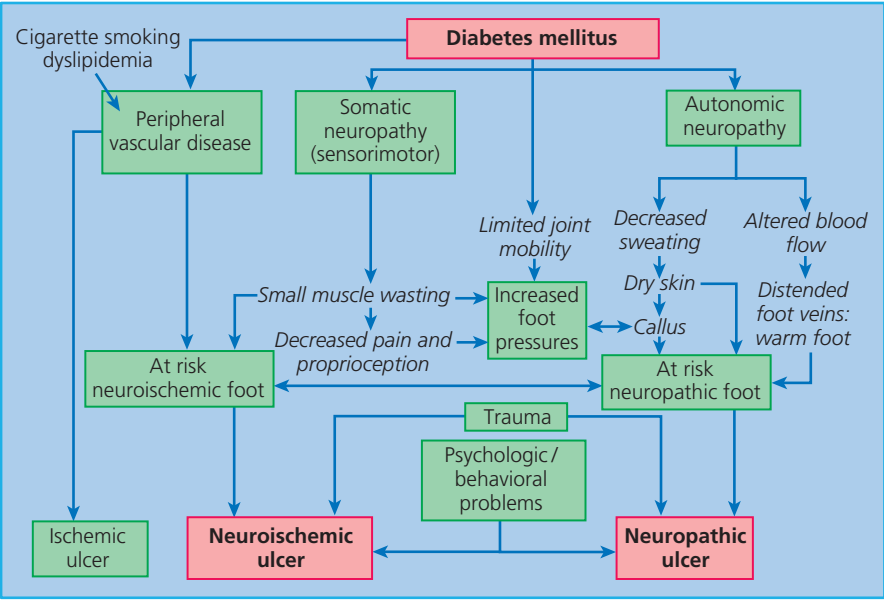 Diabetes mellitus
Cigarette smoking
dyslipidemia
Peripheral
vascular disease
Somatic
neuropathy
(sensorimotor)
Autonomic
neuropathy
Limited joint
mobility
Decreased
sweating
Altered blood
flow
Small muscle wasting
Increased
foot
pressures
Dry skin
Distended
foot veins:
warm foot
Decreased pain and
proprioception
Callus
At risk
neuroischemic foot
At risk
neuropathic foot
Trauma
Psychologic/
behavioral
problems
Ischemic
ulcer
Neuroischemic
ulcer
Neuropathic
ulcer